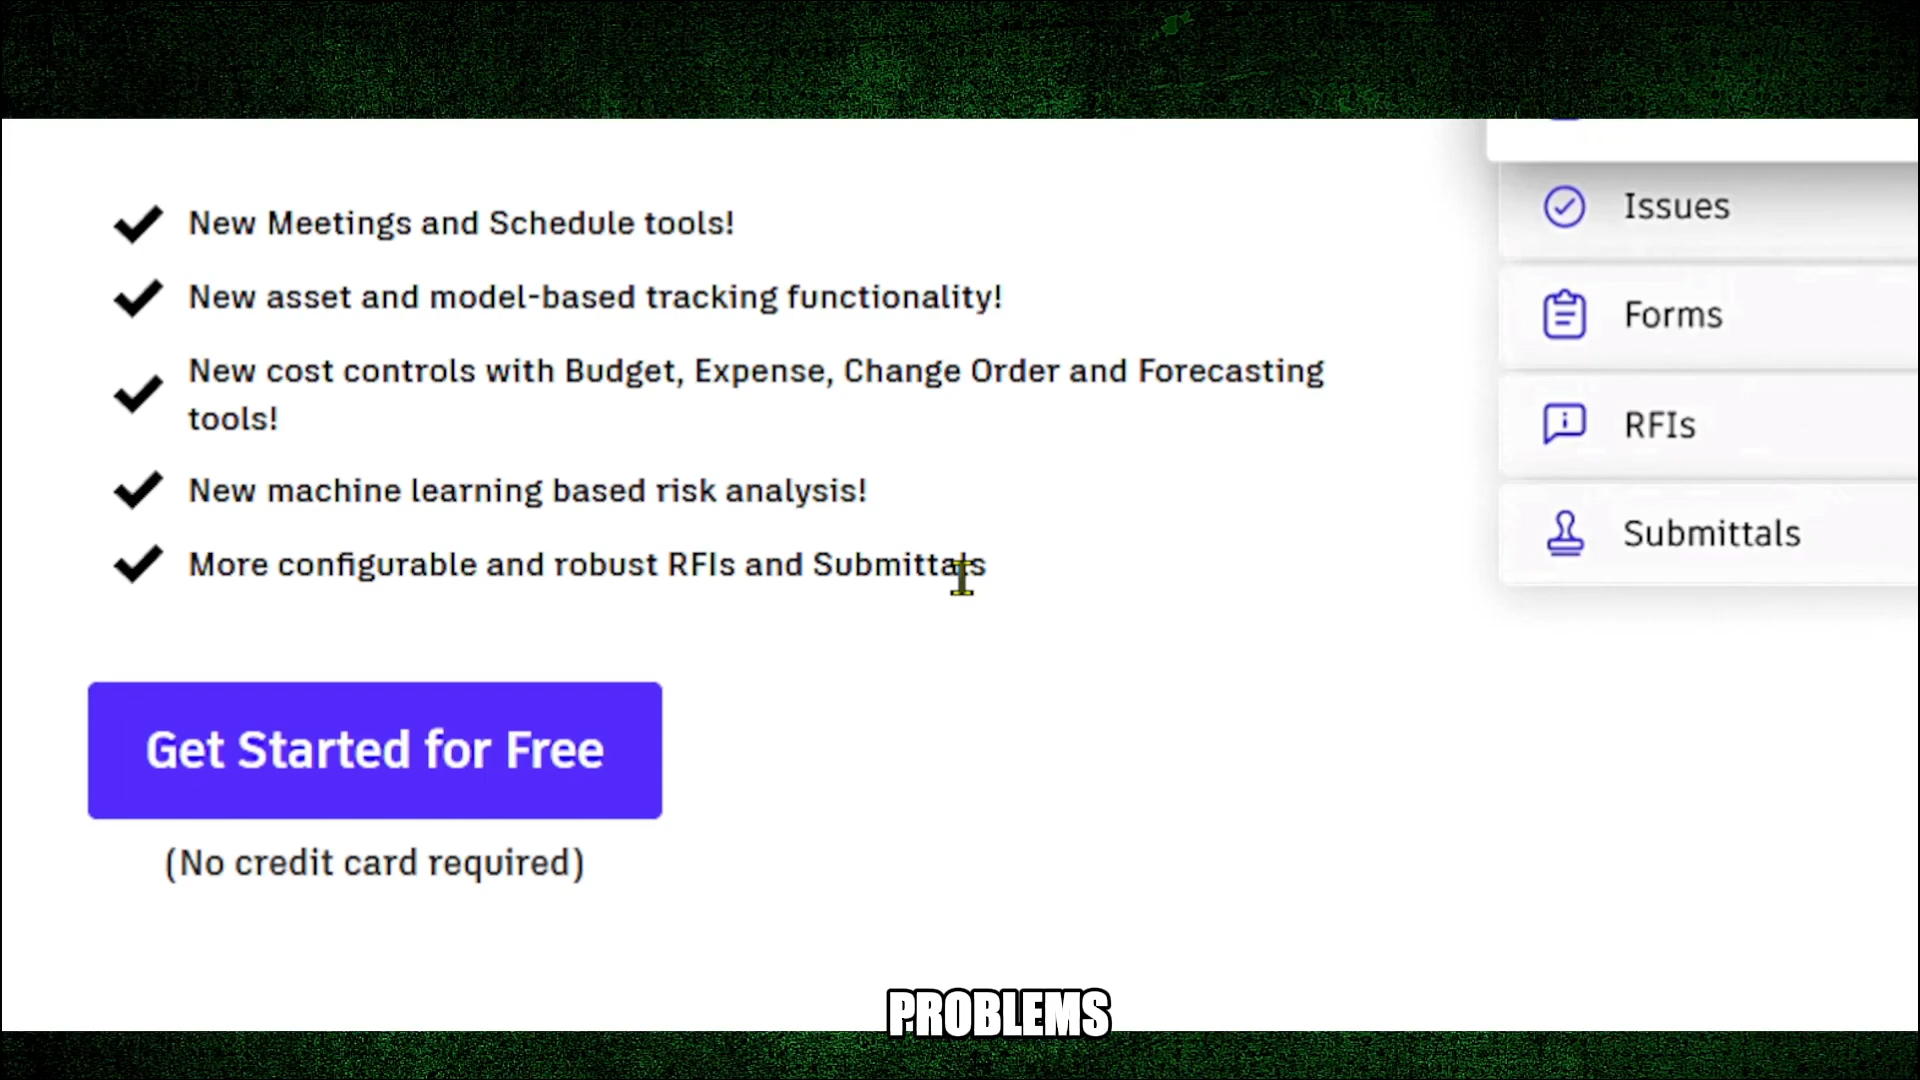 New Meetings and Schedule tools!
New asset and model-based tracking functionality!
New cost controls with Budget, Expense, Change Order and Forecasting
tools!
New machine learning based risk analysis!
More configurable and robust RFIs and Submittals
Get Started for Free
(No credit card required)
Issues
Forms
RFIs
Submittals
PROBLEMS